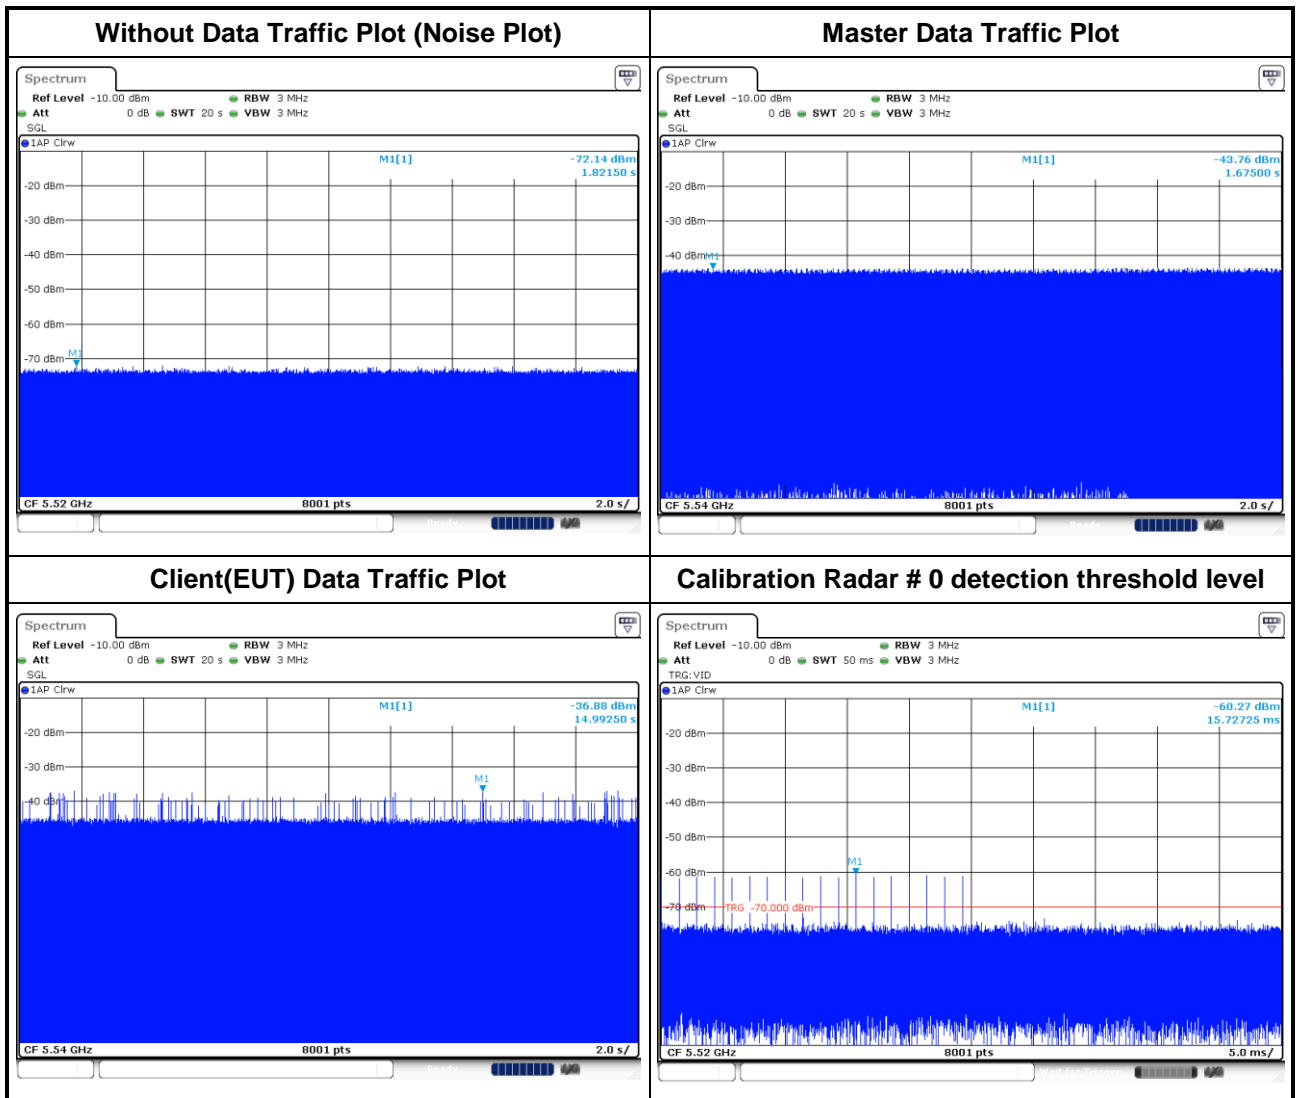 Without Data Traffic Plot (Noise Plot)
Spectrum
Ref Level -10.00 dBm RBW 3 MHz
Att 0 dB SWT 20 s VBW 3 MHz
SGL
1AP Clrw
M1[1] -72.14 dBm
1.82150 s
-20 dBm
-30 dBm
-40 dBm
-50 dBm
-60 dBm
-70 dBm
M1
CF 5.52 GHz 8001 pts 2.0 s/
Master Data Traffic Plot
Spectrum
Ref Level -10.00 dBm RBW 3 MHz
Att 0 dB SWT 20 s VBW 3 MHz
SGL
1AP Clrw
M1[1] -43.76 dBm
1.67500 s
-20 dBm
-30 dBm
-40 dBm M1
CF 5.54 GHz 8001 pts 2.0 s/
Ready
Client(EUT) Data Traffic Plot
Spectrum
Ref Level -10.00 dBm RBW 3 MHz
Att 0 dB SWT 20 s VBW 3 MHz
SGL
1AP Clrw
M1[1] -36.88 dBm
14.99250 s
-20 dBm
-30 dBm
M1
-40 dBm
CF 5.54 GHz 8001 pts 2.0 s/
Calibration Radar # 0 detection threshold level
Spectrum
Ref Level -10.00 dBm RBW 3 MHz
Att 0 dB SWT 50 ms VBW 3 MHz
TRG:VID
1AP Clrw
M1[1] -60.27 dBm
15.72725 ms
-20 dBm
-30 dBm
-40 dBm
-50 dBm
M1
-60 dBm
-70 dBm TRG -70.000 dBm
CF 5.52 GHz 8001 pts 5.0 ms/
Wait for Trigger